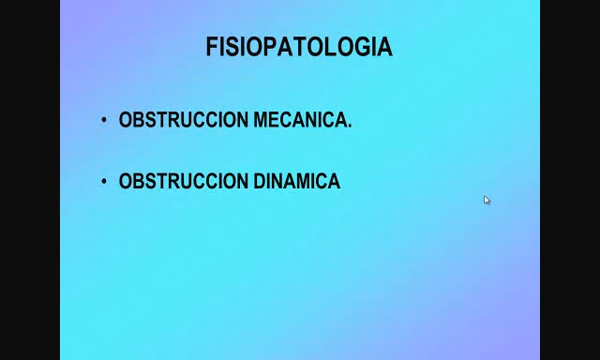 FISIOPATOLOGIA
• OBSTRUCCION MECANICA.
• OBSTRUCCION DINAMICA